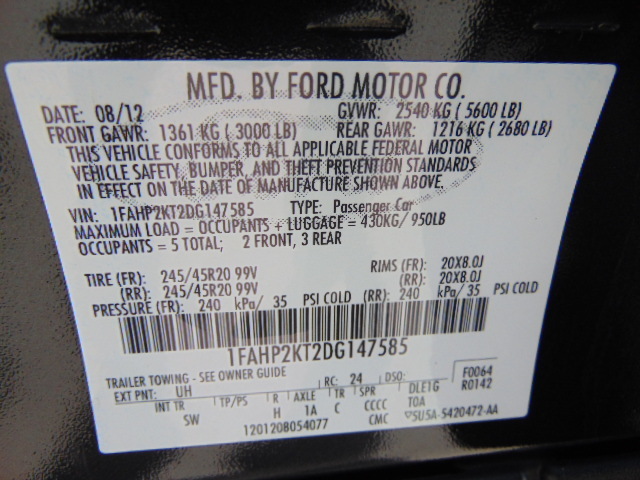 MFD. BY FORD MOTOR CO.
DATE: 08/12 GVWR: 2540 KG ( 5600 LB)
FRONT GAWR: 1361 KG ( 3000 LB) REAR GAWR: 1216 KG ( 2680 LB)
THIS VEHICLE CONFORMS TO ALL APPLICABLE FEDERAL MOTOR
VEHICLE SAFETY, BUMPER, AND THEFT PREVENTION STANDARDS
IN EFFECT ON THE DATE OF MANUFACTURE SHOWN ABOVE.
VIN: 1FAHP2KT2DG147585 TYPE: Passenger Car
MAXIMUM LOAD = OCCUPANTS + LUGGAGE = 430KG/ 950LB
OCCUPANTS = 5 TOTAL; 2 FRONT, 3 REAR
TIRE (FR): 245/45R20 99V RIMS (FR): 20X8.0J
(RR): 245/45R20 99V (RR): 20X8.0J
PRESSURE (FR): 240 kPa/ 35 PSI COLD (RR): 240 kPa/ 35 PSI COLD
1FAHP2KT2DG147585
TRAILER TOWING - SEE OWNER GUIDE
EXT PNT: UH RC: 24 DSO: F0064
R0142
INT TR TP/PS R AXLE TR SPR DLE1G
SW H 1A C CCCC T0A
1201208054077 CMC SU5A-5420472-AA